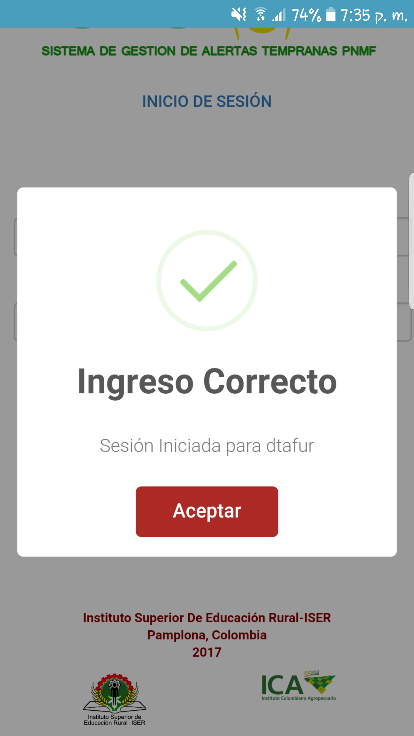 74% 7:35 p. m.
SISTEMA DE GESTION DE ALERTAS TEMPRANAS PNMF
INICIO DE SESIÓN
Ingreso Correcto
Sesión Iniciada para dtafur
Aceptar
Instituto Superior De Educación Rural-ISER
Pamplona, Colombia
2017
Instituto Superior de
Educación Rural -ISER
ICA
Instituto Colombiano Agropecuario